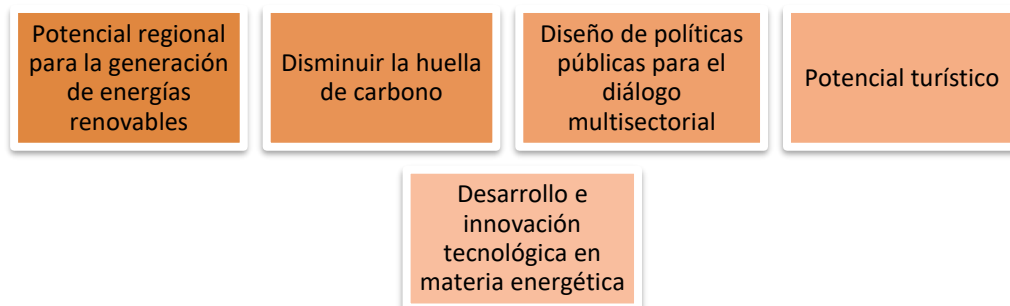 Potencial regional
para la generación
de energías
renovables
Disminuir la huella
de carbono
Diseño de políticas
públicas para el
diálogo
multisectorial
Potencial turístico
Desarrollo e
innovación
tecnológica en
materia energética